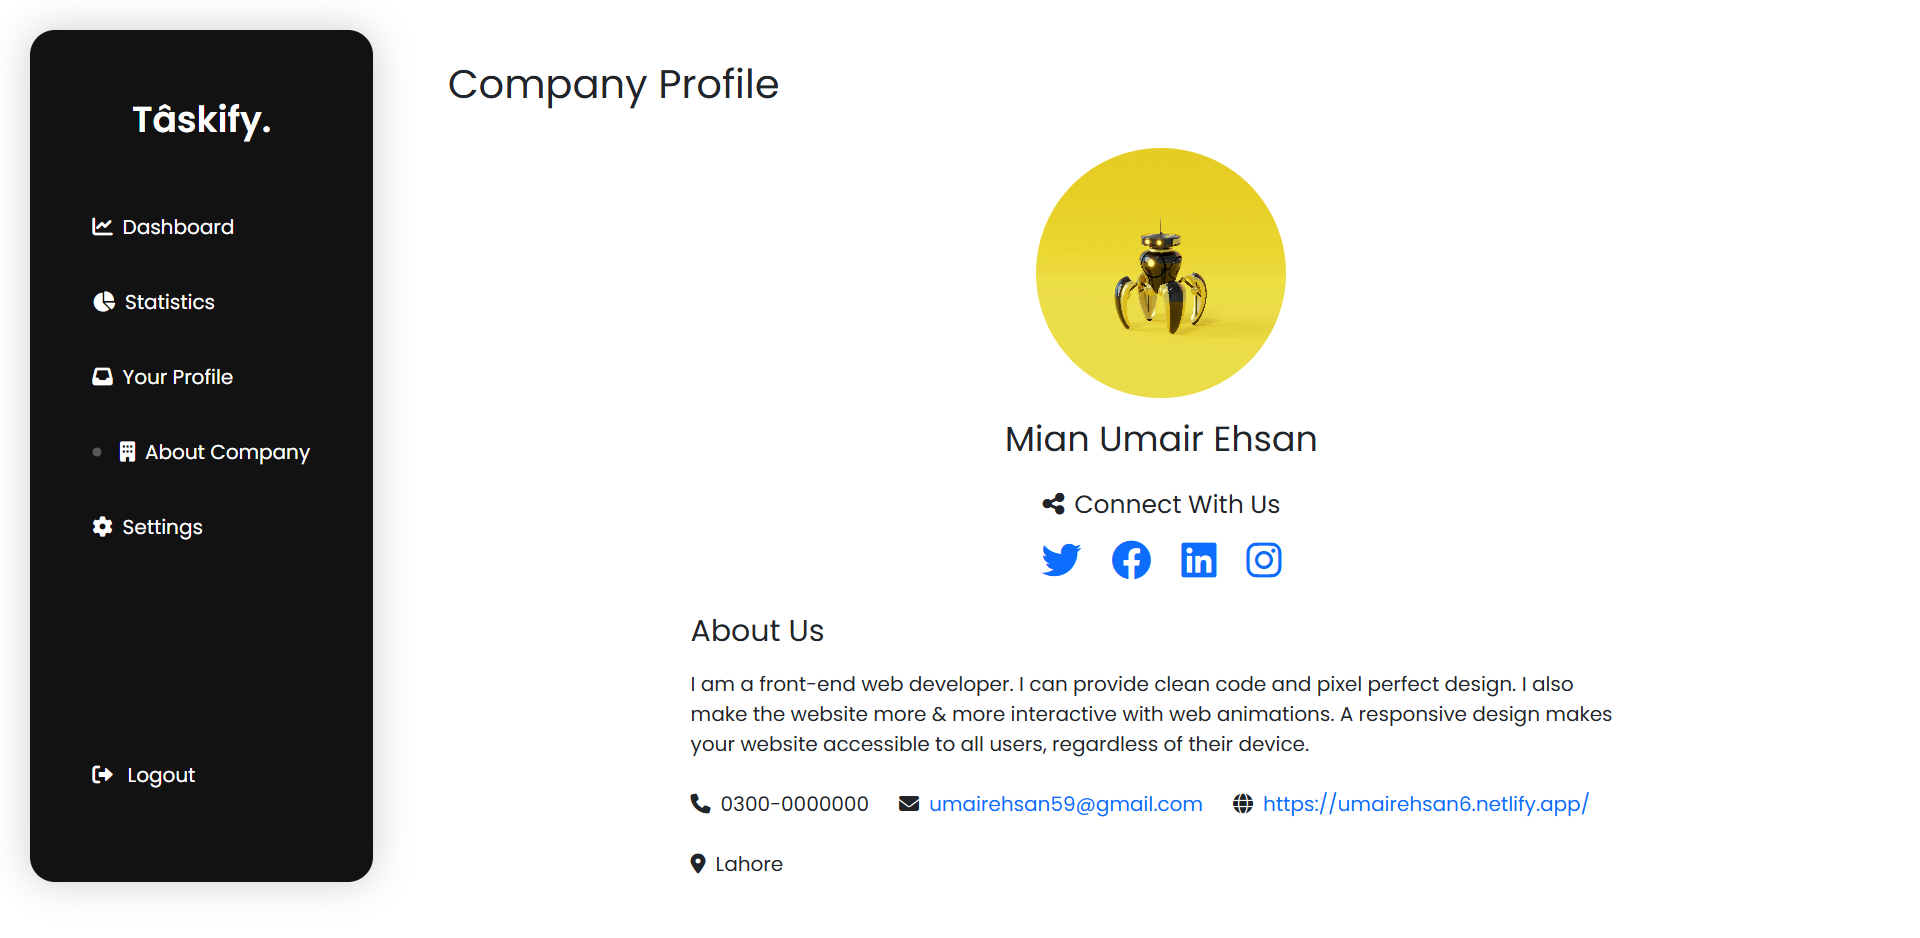 Tâskify.
Dashboard
Statistics
Your Profile
About Company
Settings
Logout
Company Profile
Mian Umair Ehsan
Connect With Us
About Us
I am a front-end web developer. I can provide clean code and pixel perfect design. I also
make the website more & more interactive with web animations. A responsive design makes
your website accessible to all users, regardless of their device.
0300-0000000 umairehsan59@gmail.com https://umairehsan6.netlify.app/
Lahore